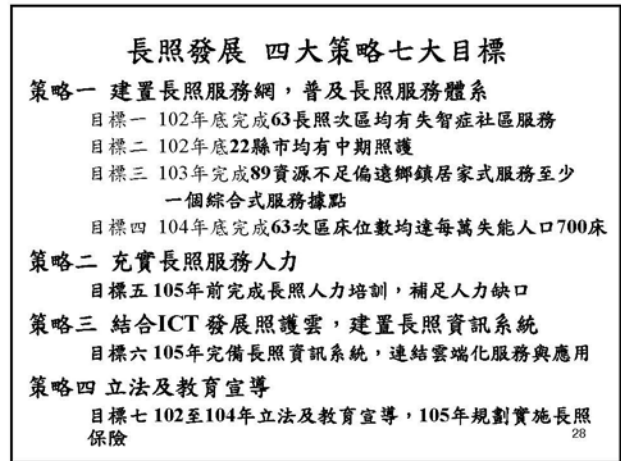 長照發展 四大策略七大目標
策略一 建置長照服務網，普及長照服務體系
目標一 102年底完成63長照次區均有失智症社區服務
目標二 102年底22縣市均有中期照護
目標三 103年完成89資源不足偏遠鄉鎮居家式服務至少
一個綜合式服務據點
目標四 104年底完成63次區床位數均達每萬失能人口700床
策略二 充實長照服務人力
目標五 105年前完成長照人力培訓，補足人力缺口
策略三 結合ICT 發展照護雲，建置長照資訊系統
目標六 105年完備長照資訊系統，連結雲端化服務與應用
策略四 立法及教育宣導
目標七 102至104年立法及教育宣導，105年規劃實施長照
保險
28